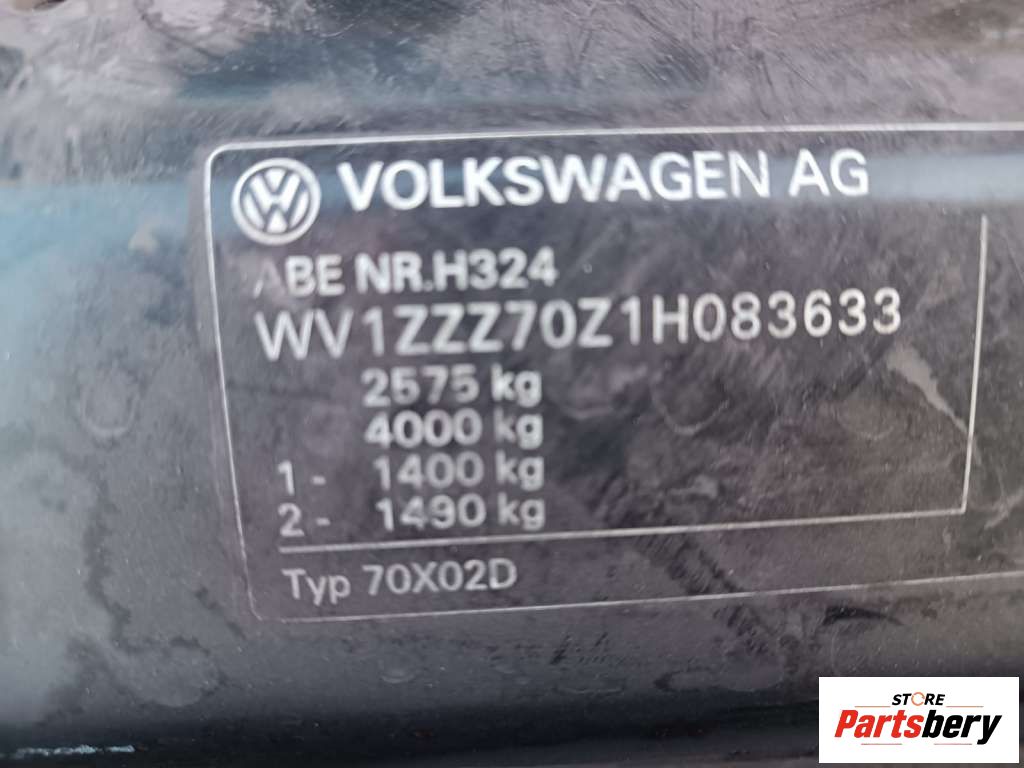 VOLKSWAGEN AG
ABE NR.H324
WV1ZZZ70Z1H083633
2575 kg
4000 kg
1 - 1400 kg
2 - 1490 kg
Typ 70X02D
STORE
Partsbery